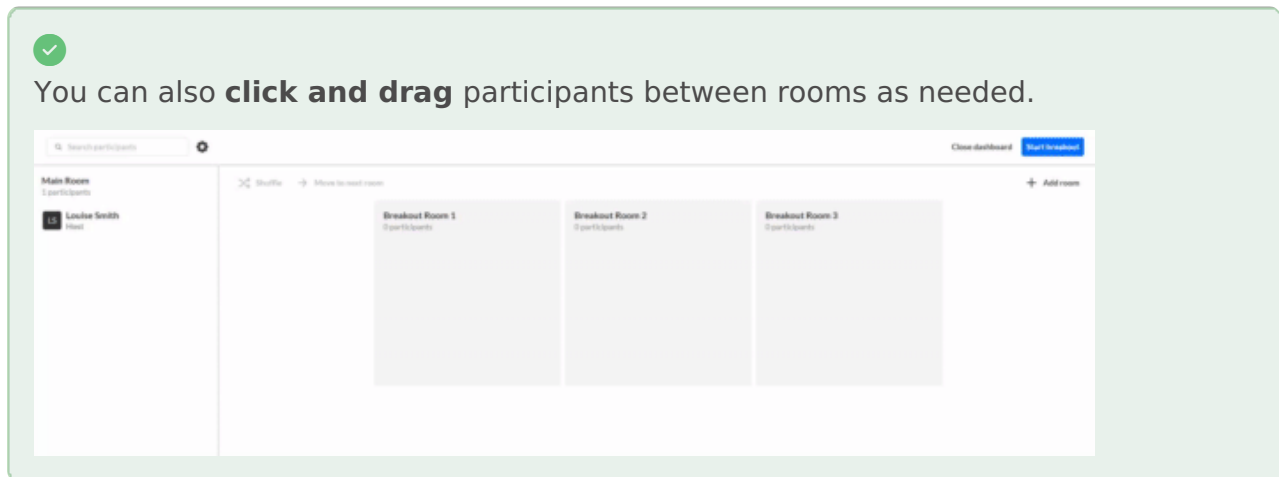 You can also click and drag participants between rooms as needed.
Search participants
Close dashboard
Start breakout
Main Room
1 participants
Shuffle
Move to next room
Add room
LS
Louise Smith
Host
Breakout Room 1
0 participants
Breakout Room 2
0 participants
Breakout Room 3
0 participants